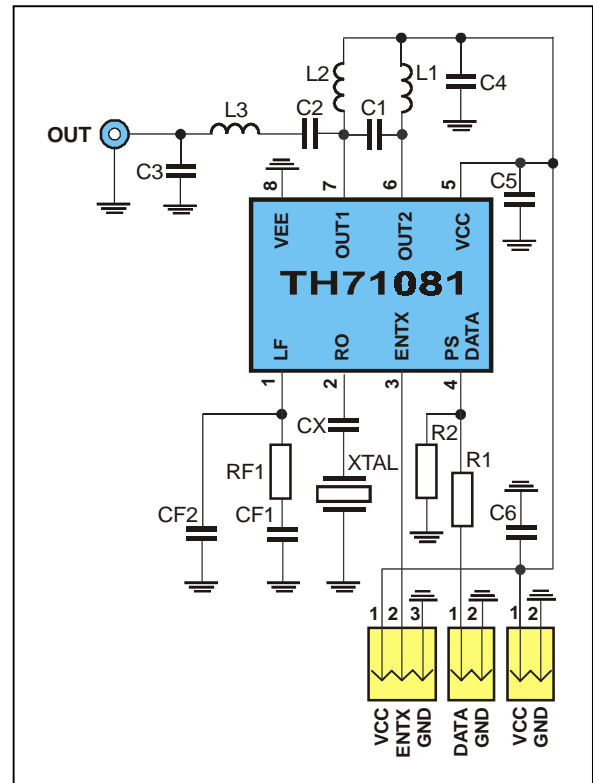 L2
L1
C4
L3
C2
C1
OUT
C3
C5
8
7
6
5
VEE
OUT1
OUT2
VCC
TH71081
LF
RO
ENTX
PS
DATA
1
2
3
4
CX
R2
R1
RF1
XTAL
CF2
CF1
C6
1 2 3
1 2
1 2
VCC
ENTX
GND
DATA
GND
VCC
GND